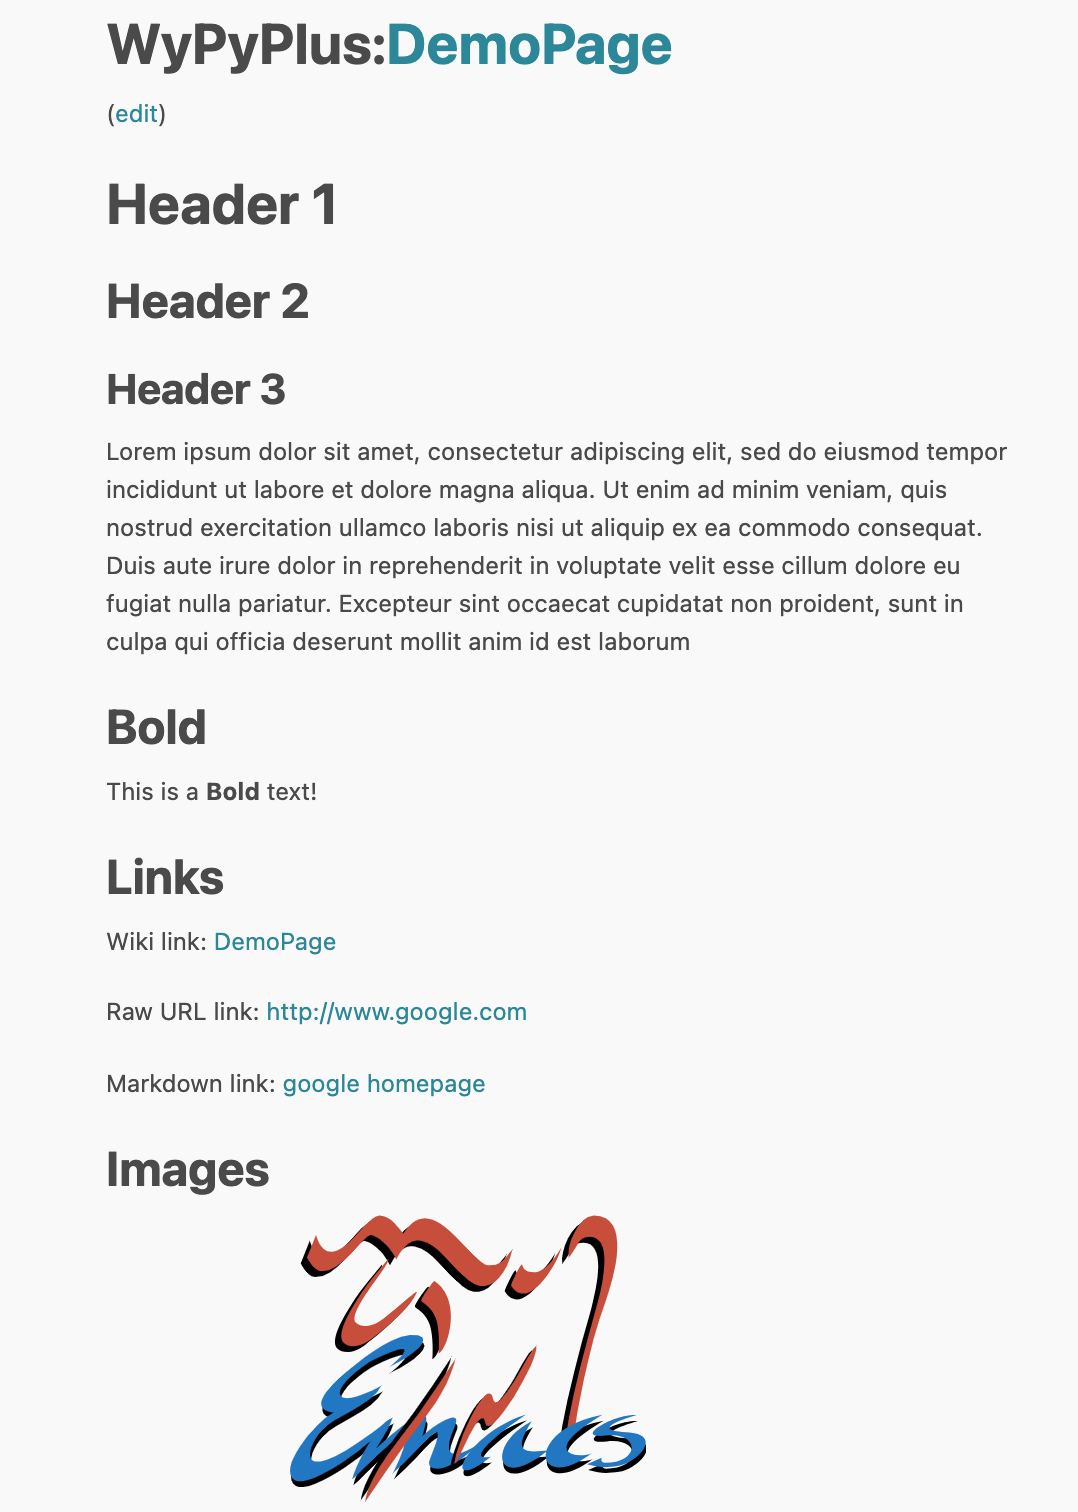 WyPyPlus:DemoPage
(edit)
Header 1
Header 2
Header 3
Lorem ipsum dolor sit amet, consectetur adipiscing elit, sed do eiusmod tempor
incididunt ut labore et dolore magna aliqua. Ut enim ad minim veniam, quis
nostrud exercitation ullamco laboris nisi ut aliquip ex ea commodo consequat.
Duis aute irure dolor in reprehenderit in voluptate velit esse cillum dolore eu
fugiat nulla pariatur. Excepteur sint occaecat cupidatat non proident, sunt in
culpa qui officia deserunt mollit anim id est laborum
Bold
This is a Bold text!
Links
Wiki link: DemoPage
Raw URL link: http://www.google.com
Markdown link: google homepage
Images
Emacs